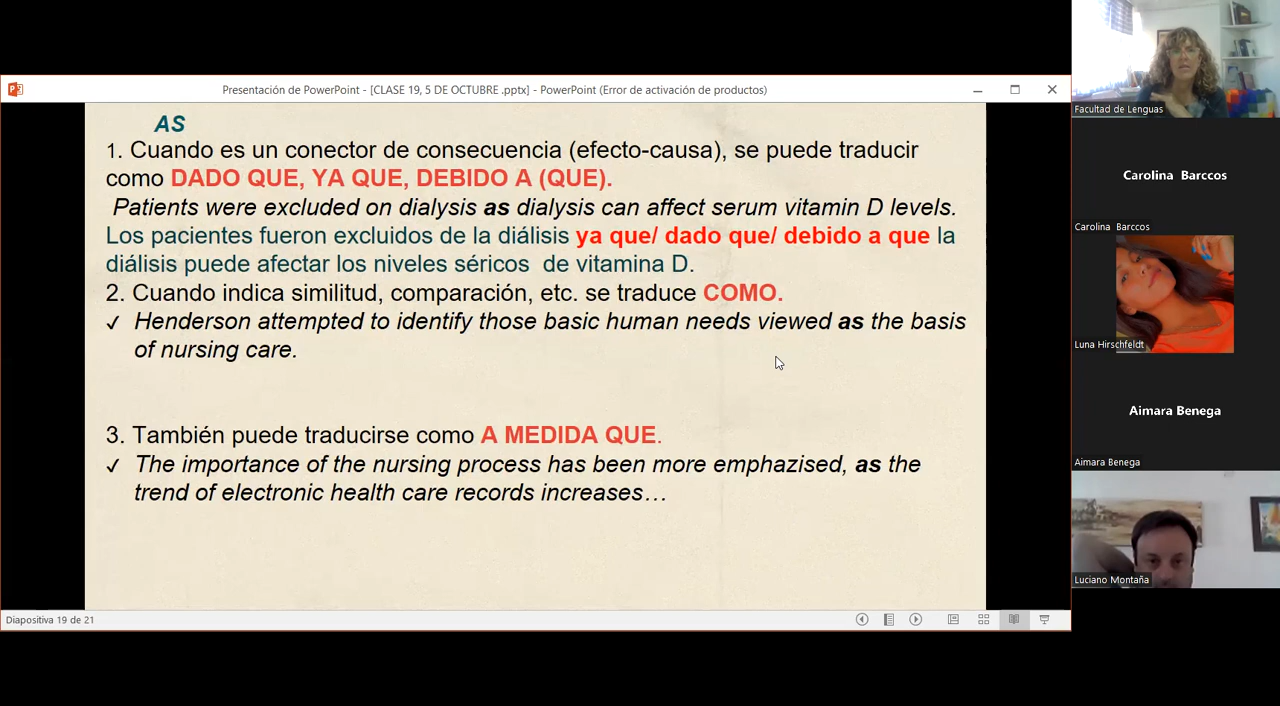 Presentación de PowerPoint - [CLASE 19, 5 DE OCTUBRE .pptx] - PowerPoint (Error de activación de productos)
AS
1. Cuando es un conector de consecuencia (efecto-causa), se puede traducir
como DADO QUE, YA QUE, DEBIDO A (QUE).
Patients were excluded on dialysis as dialysis can affect serum vitamin D levels.
Los pacientes fueron excluidos de la diálisis ya que/ dado que/ debido a que la
diálisis puede afectar los niveles séricos de vitamina D.
2. Cuando indica similitud, comparación, etc. se traduce COMO.
✓ Henderson attempted to identify those basic human needs viewed as the basis
of nursing care.
3. También puede traducirse como A MEDIDA QUE.
✓ The importance of the nursing process has been more emphazised, as the
trend of electronic health care records increases…
Diapositiva 19 de 21
Facultad de Lenguas
Carolina Barccos
Carolina Barccos
Luna Hirschfeldt
Aimara Benega
Aimara Benega
Luciano Montaña